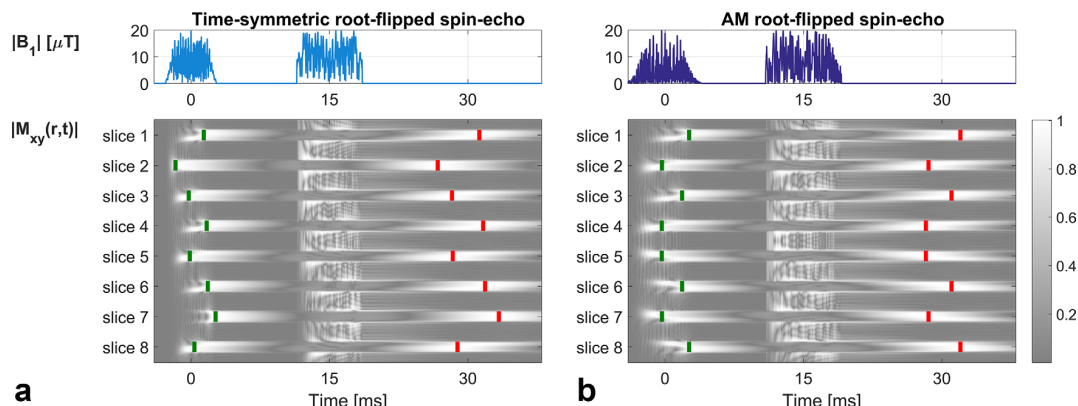 Time-symmetric root-flipped spin-echo
AM root-flipped spin-echo
|B1| [μT]
20
10
0
0
15
30
20
10
0
0
15
30
|Mxy(r,t)|
slice 1
slice 2
slice 3
slice 4
slice 5
slice 6
slice 7
slice 8
0
15
30
Time [ms]
a
slice 1
slice 2
slice 3
slice 4
slice 5
slice 6
slice 7
slice 8
0
15
30
Time [ms]
b
1
0.8
0.6
0.4
0.2